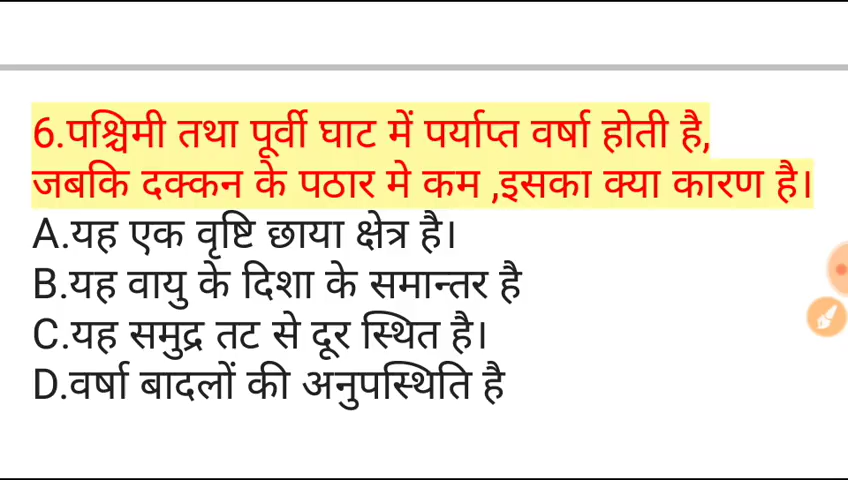 6.पश्चिमी तथा पूर्वी घाट में पर्याप्त वर्षा होती है,
जबकि दक्कन के पठार मे कम ,इसका क्या कारण है।
A.यह एक वृष्टि छाया क्षेत्र है।
B.यह वायु के दिशा के समान्तर है
C.यह समुद्र तट से दूर स्थित है।
D.वर्षा बादलों की अनुपस्थिति है